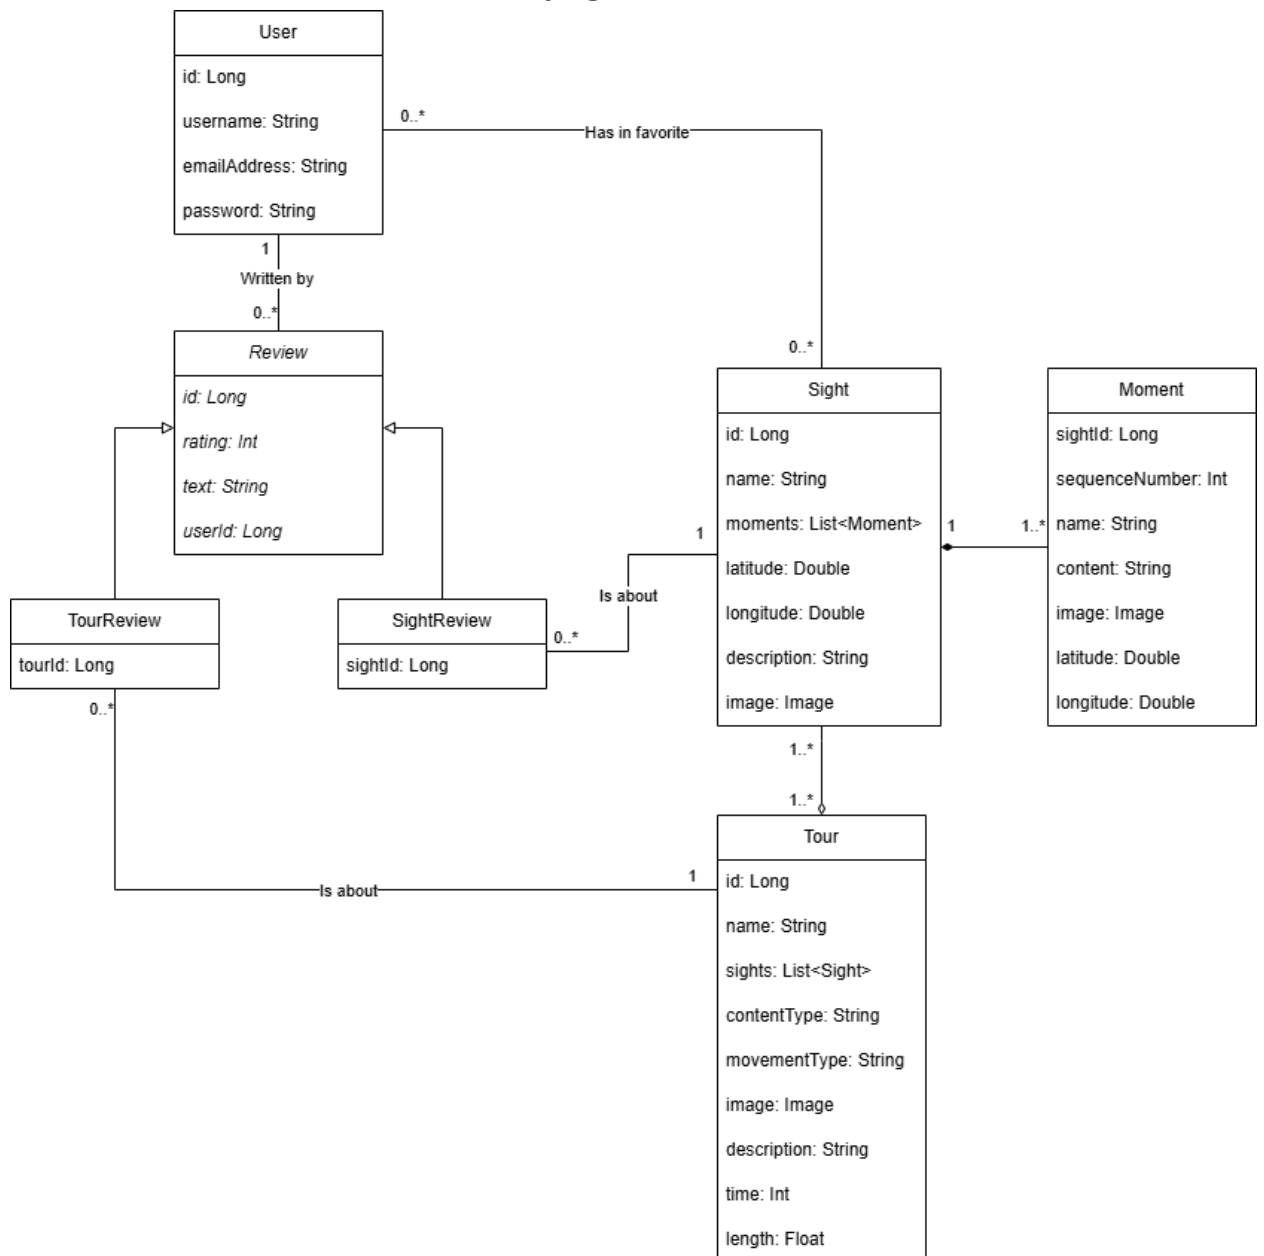 User
id: Long
username: String
emailAddress: String
password: String
0..*
Has in favorite
1
Written by
0..*
Review
id: Long
rating: Int
text: String
userId: Long
0..*
Sight
id: Long
name: String
moments: List<Moment>
latitude: Double
longitude: Double
description: String
image: Image
Moment
sightId: Long
sequenceNumber: Int
name: String
content: String
image: Image
latitude: Double
longitude: Double
1
1..*
1
Is about
0..*
TourReview
tourId: Long
SightReview
sightId: Long
0..*
1..*
1..*
Is about
1
Tour
id: Long
name: String
sights: List<Sight>
contentType: String
movementType: String
image: Image
description: String
time: Int
length: Float